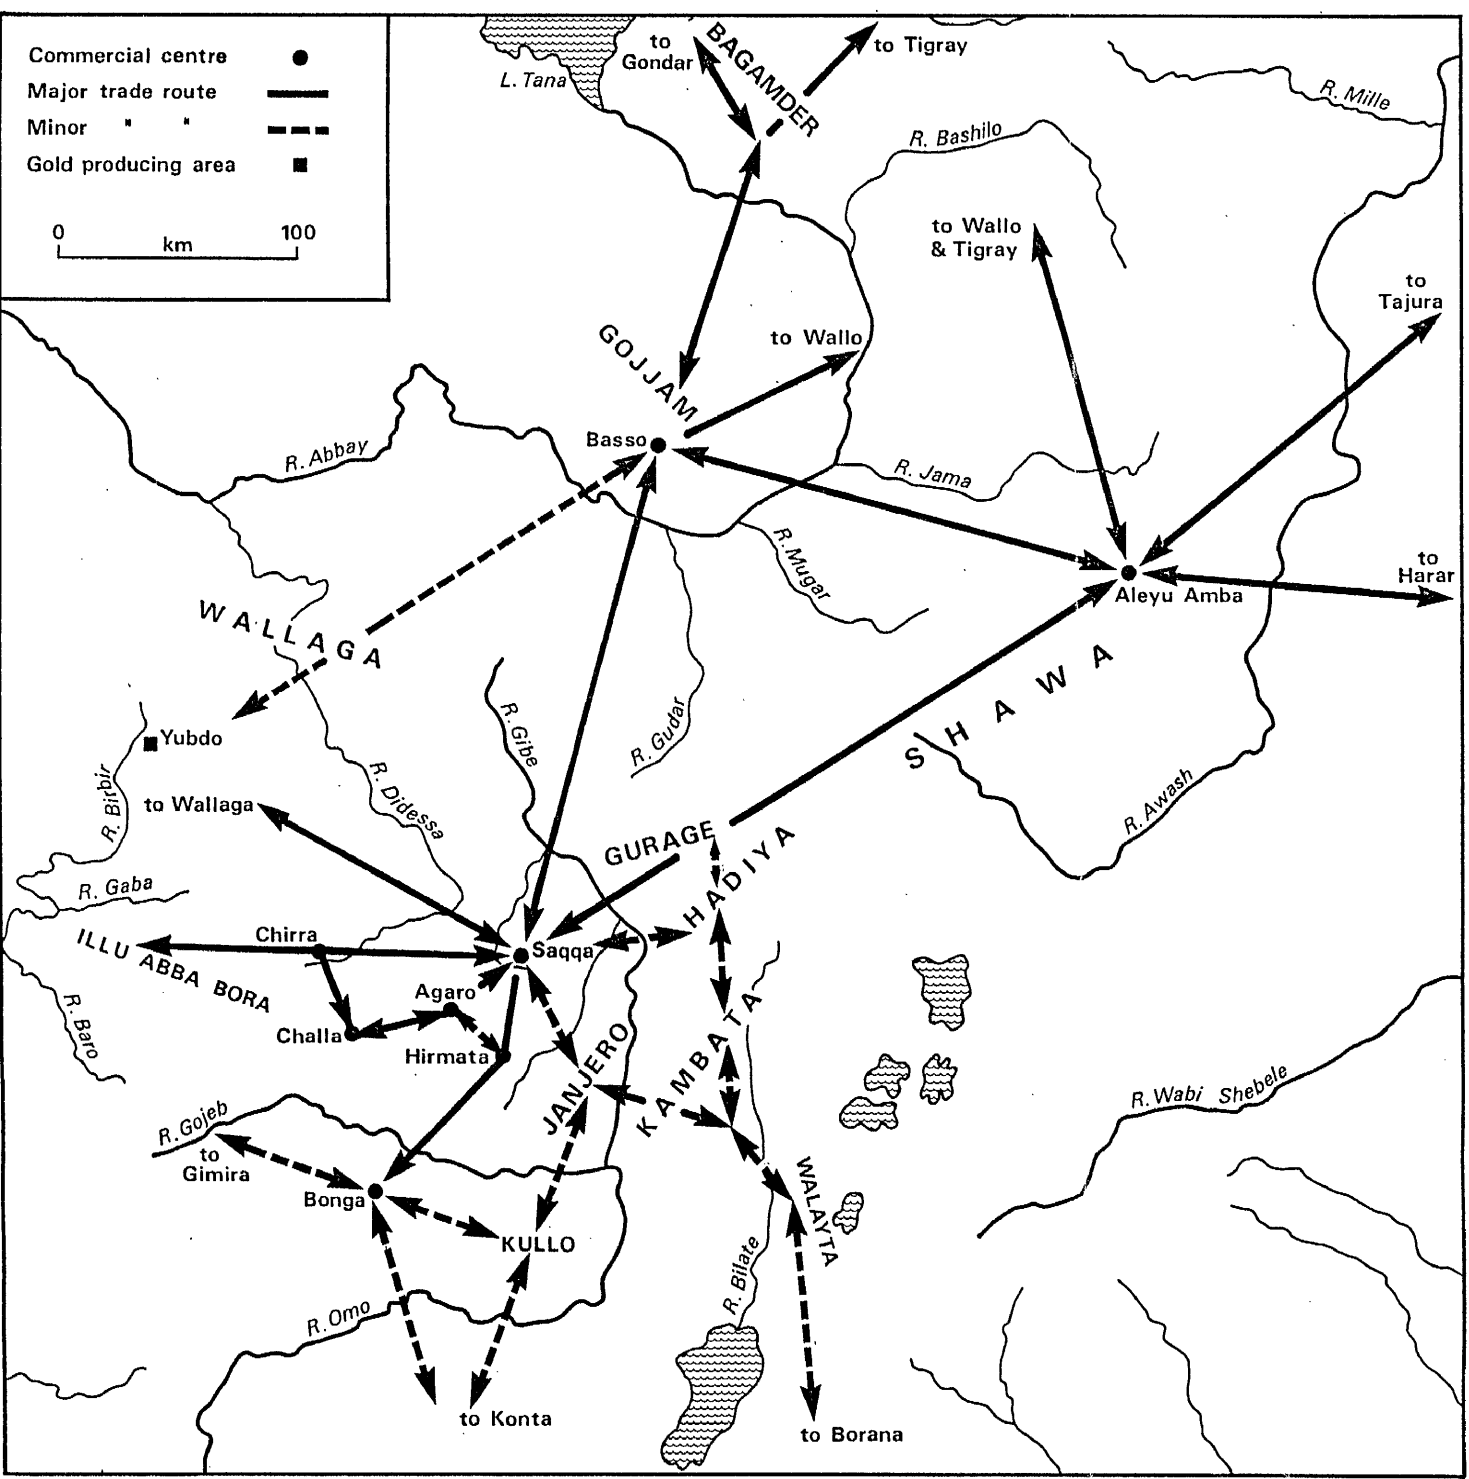 Commercial centre
Major trade route
Minor " "
Gold producing area
0 100
km
L. Tana
to
Gondar
BAGAMDER
to Tigray
R. Mille
R. Bashilo
to Wallo
& Tigray
to
Tajura
GOJJAM
to Wallo
Basso
R. Abbay
R. Jama
R. Mugar
to
Harar
Aleyu Amba
WALLAGA
SHAWA
R. Gibe
R. Gudar
Yubdo
R. Birbir
to Wallaga
R. Didessa
R. Awash
GURAGE
HADIYA
R. Gaba
Chirra
Saqqa
ILLU ABBA BORA
Agaro
R. Baro
Challa
Hirmata
JANJERO
KAMBATA
R. Wabi Shebele
R. Gojeb
to
Gimira
Bonga
WALAYTA
KULLO
R. Bilate
R. Omo
to Konta
to Borana